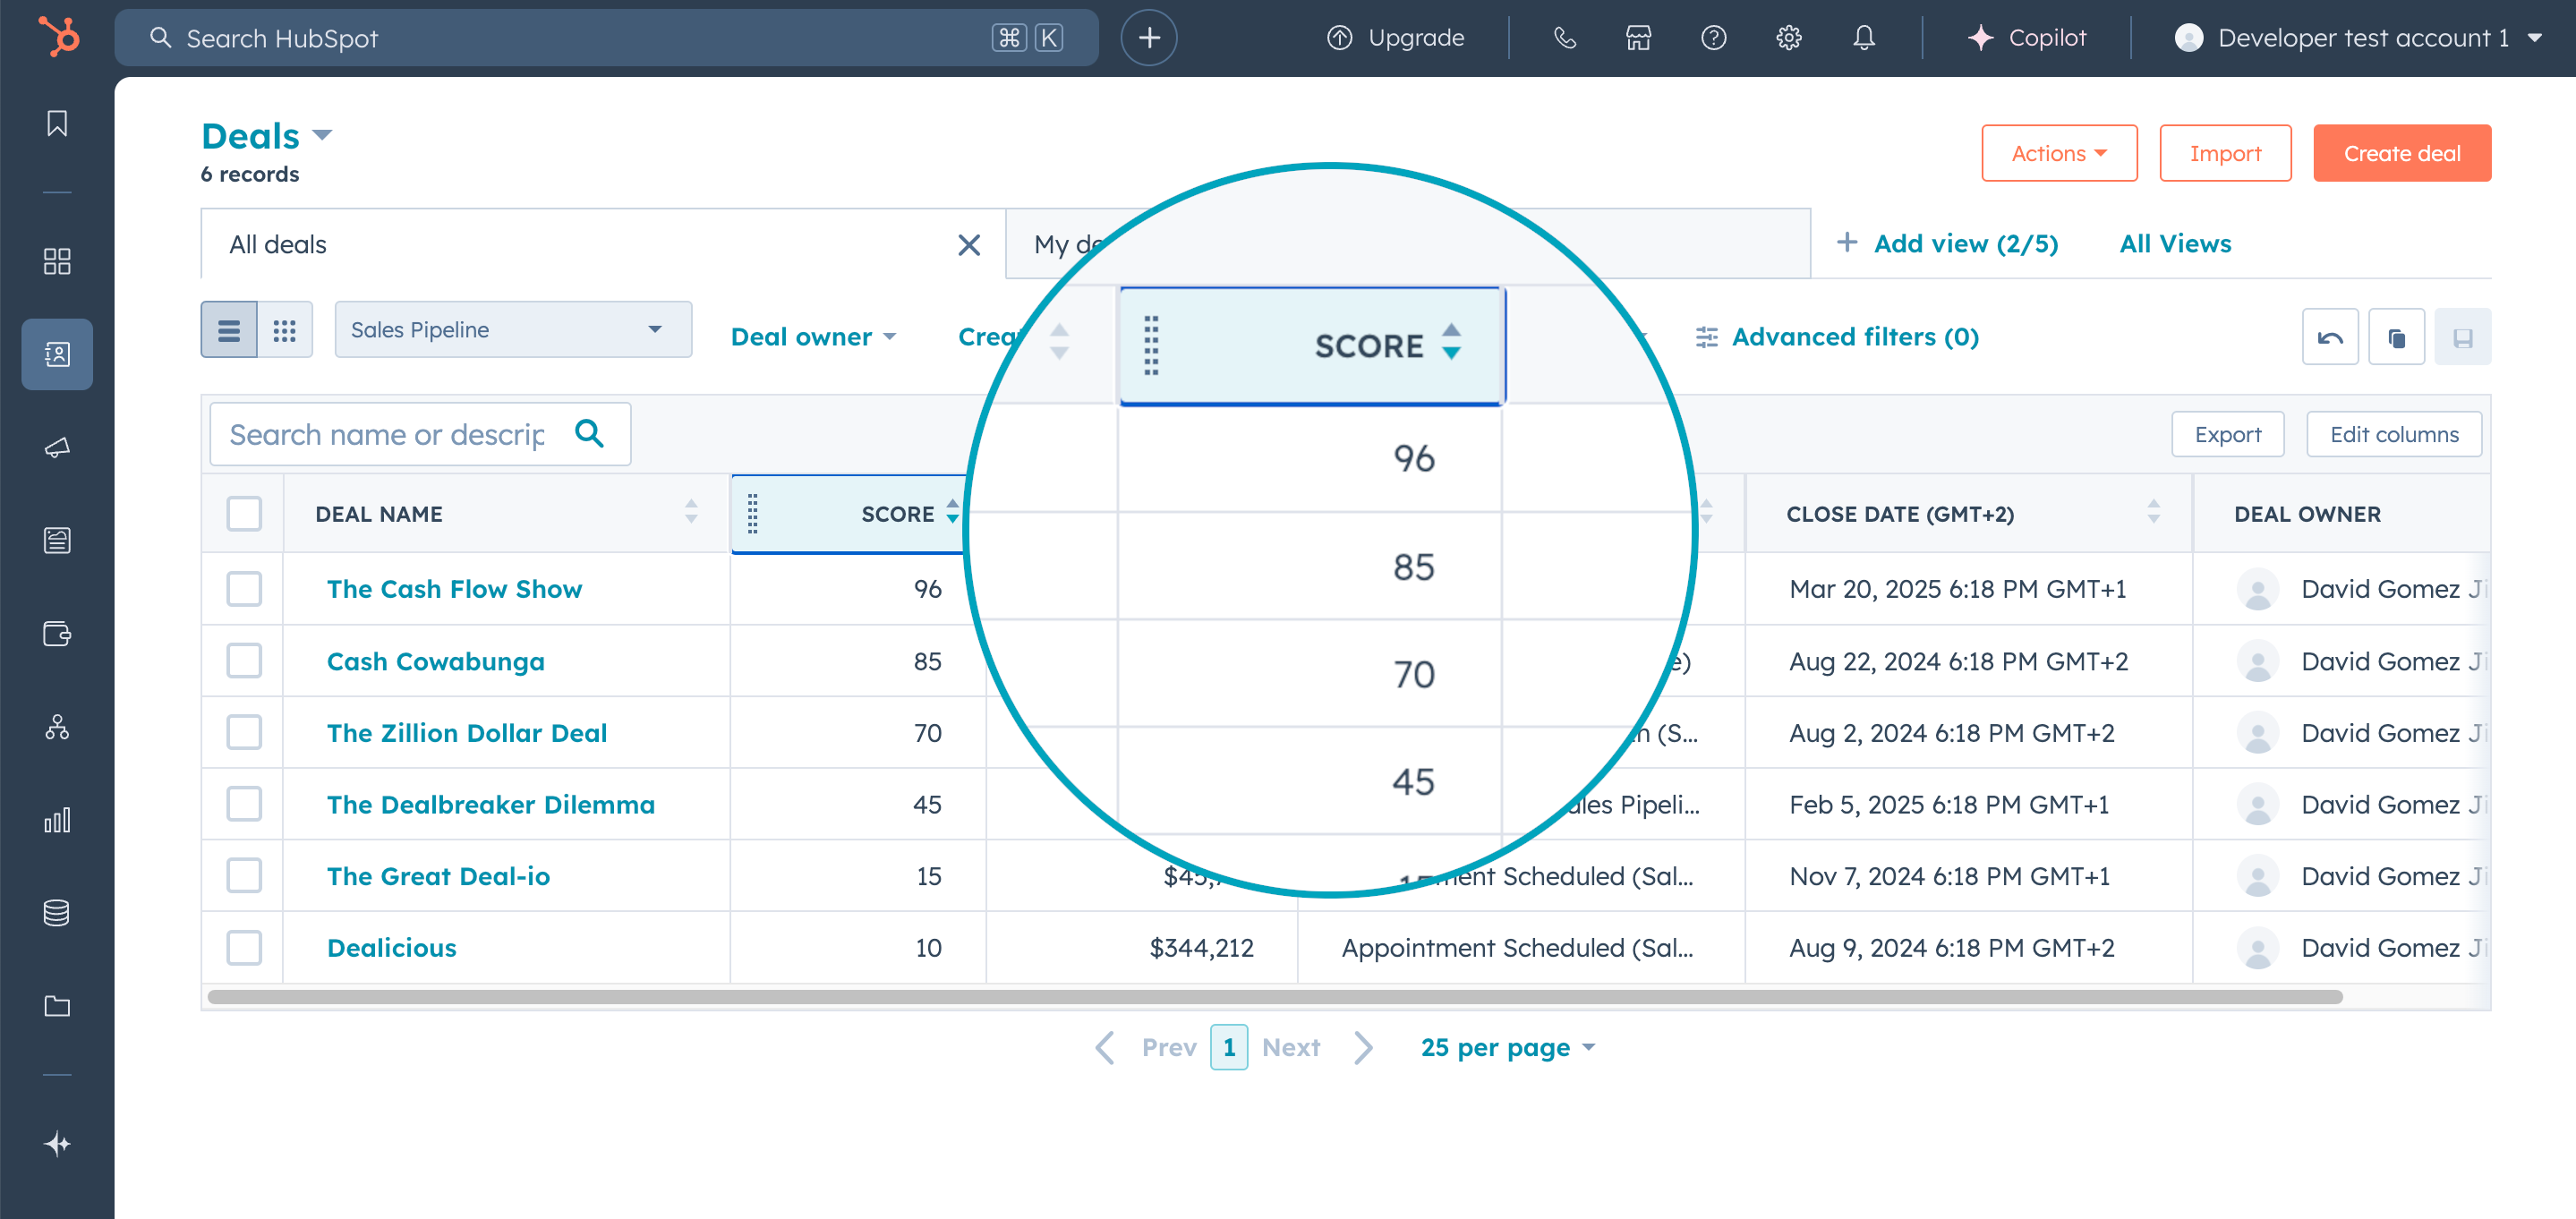 Search HubSpot ⌘ K Upgrade Copilot Developer test account 1
Deals
6 records
Actions Import Create deal
All deals My Add view (2/5) All Views
Sales Pipeline Deal owner Advanced filters (0)
SCORE
Search name or descrip Export Edit columns
DEAL NAME SCORE CLOSE DATE (GMT+2) DEAL OWNER
96
85
70
45
The Cash Flow Show 96 Mar 20, 2025 6:18 PM GMT+1 David Gomez
Cash Cowabunga 85 Aug 22, 2024 6:18 PM GMT+2 David Gomez
The Zillion Dollar Deal 70 (S... Aug 2, 2024 6:18 PM GMT+2 David Gomez
The Dealbreaker Dilemma 45 Pipeli... Feb 5, 2025 6:18 PM GMT+1 David Gomez
The Great Deal-io 15 Scheduled (Sal... Nov 7, 2024 6:18 PM GMT+1 David Gomez
Dealicious 10 $344,212 Appointment Scheduled (Sal... Aug 9, 2024 6:18 PM GMT+2 David Gomez
Prev 1 Next 25 per page